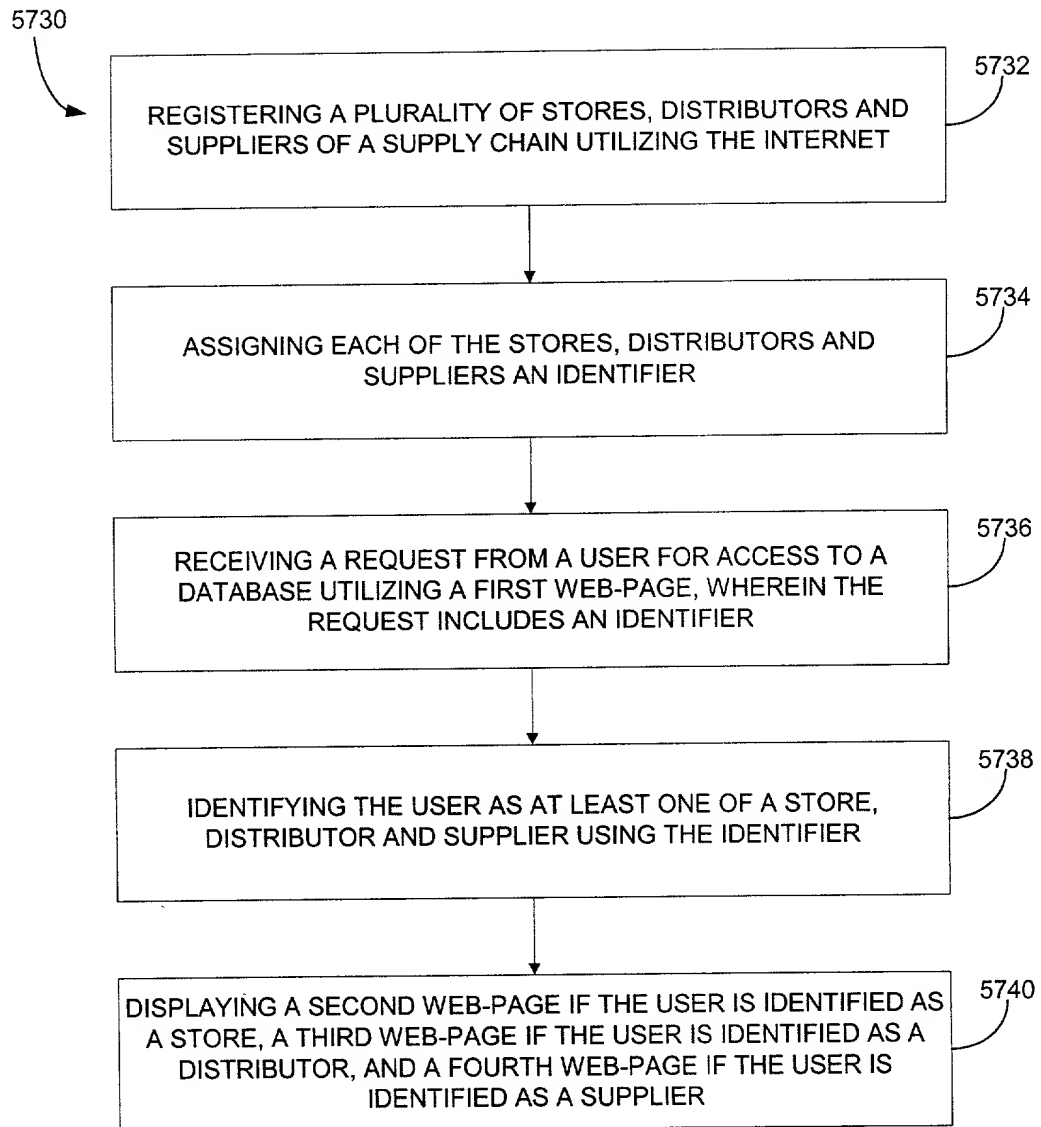 5730
5732
REGISTERING A PLURALITY OF STORES, DISTRIBUTORS AND
SUPPLIERS OF A SUPPLY CHAIN UTILIZING THE INTERNET
5734
ASSIGNING EACH OF THE STORES, DISTRIBUTORS AND
SUPPLIERS AN IDENTIFIER
5736
RECEIVING A REQUEST FROM A USER FOR ACCESS TO A
DATABASE UTILIZING A FIRST WEB-PAGE, WHEREIN THE
REQUEST INCLUDES AN IDENTIFIER
5738
IDENTIFYING THE USER AS AT LEAST ONE OF A STORE,
DISTRIBUTOR AND SUPPLIER USING THE IDENTIFIER
5740
DISPLAYING A SECOND WEB-PAGE IF THE USER IS IDENTIFIED AS
A STORE, A THIRD WEB-PAGE IF THE USER IS IDENTIFIED AS A
DISTRIBUTOR, AND A FOURTH WEB-PAGE IF THE USER IS
IDENTIFIED AS A SUPPLIER